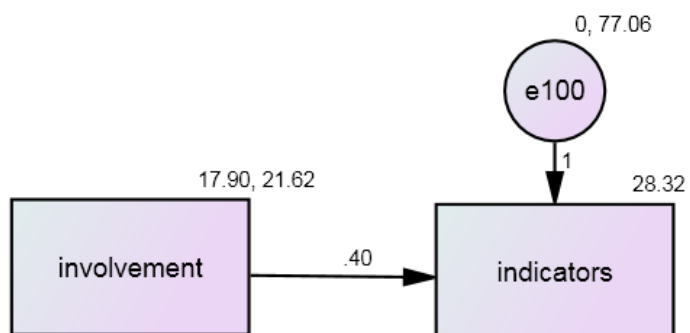 0, 77.06
e100
1
17.90, 21.62
28.32
involvement
.40
indicators